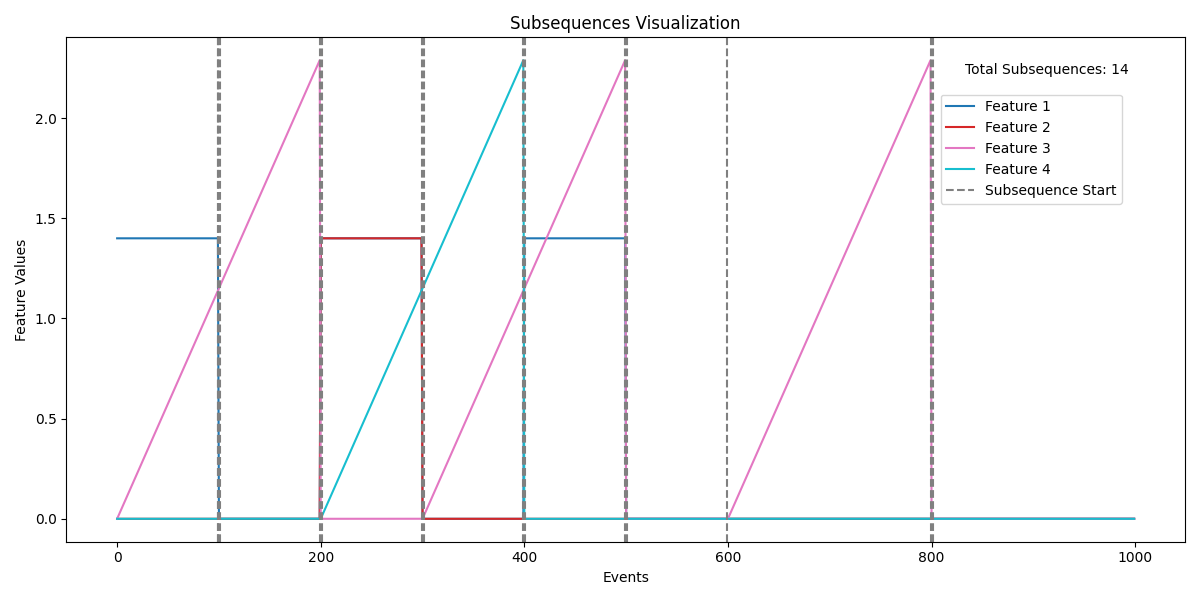 Subsequences Visualization
Total Subsequences: 14
Feature 1
Feature 2
Feature 3
Feature 4
Subsequence Start
Feature Values
2.0
1.5
1.0
0.5
0.0
0 200 400 600 800 1000
Events